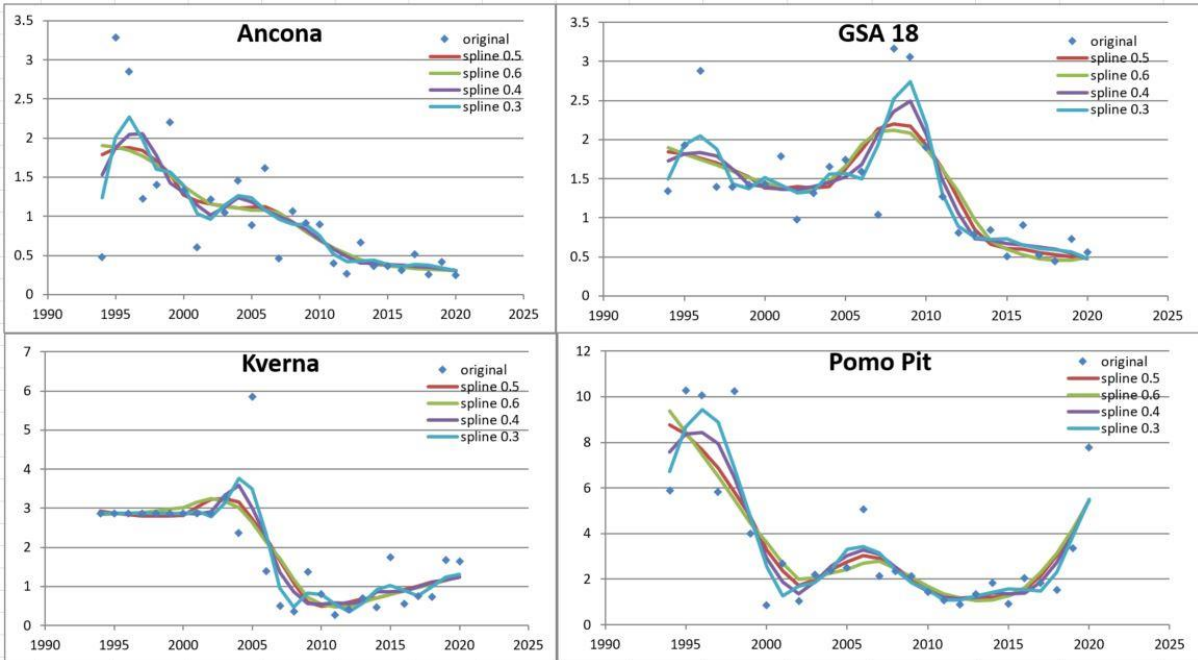 Ancona
3.5
3
2.5
2
1.5
1
0.5
0
1990
1995
2000
2005
2010
2015
2020
2025
original
spline 0.5
spline 0.6
spline 0.4
spline 0.3
GSA 18
3.5
3
2.5
2
1.5
1
0.5
0
1990
1995
2000
2005
2010
2015
2020
2025
original
spline 0.5
spline 0.6
spline 0.4
spline 0.3
Kverna
7
6
5
4
3
2
1
0
1990
1995
2000
2005
2010
2015
2020
2025
original
spline 0.5
spline 0.6
spline 0.4
spline 0.3
Pomo Pit
12
10
8
6
4
2
0
1990
1995
2000
2005
2010
2015
2020
2025
original
spline 0.5
spline 0.6
spline 0.4
spline 0.3